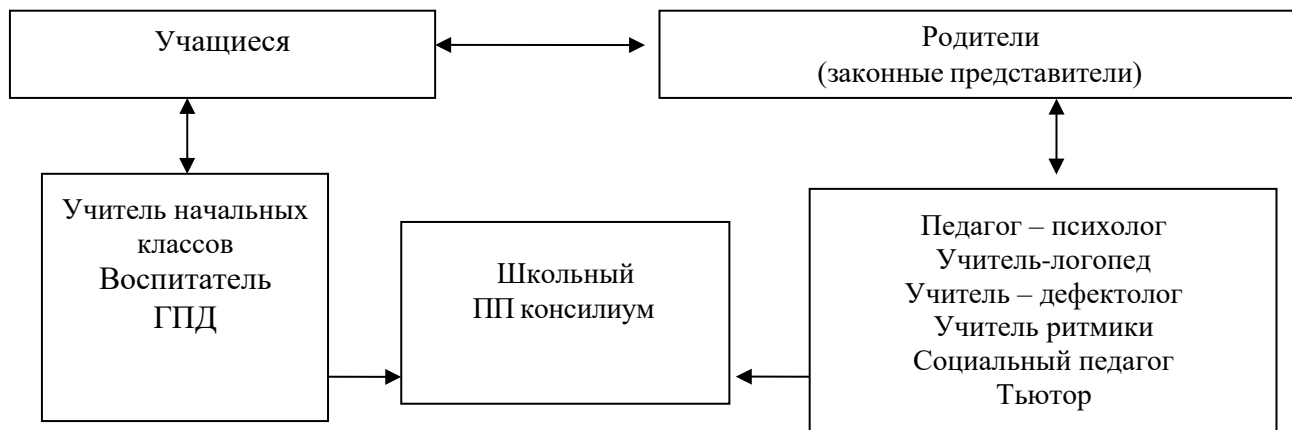 Учащиеся
Родители
(законные представители)
Учитель начальных
классов
Воспитатель
ГПД
Школьный
ПП консилиум
Педагог – психолог
Учитель-логопед
Учитель – дефектолог
Учитель ритмики
Социальный педагог
Тьютор